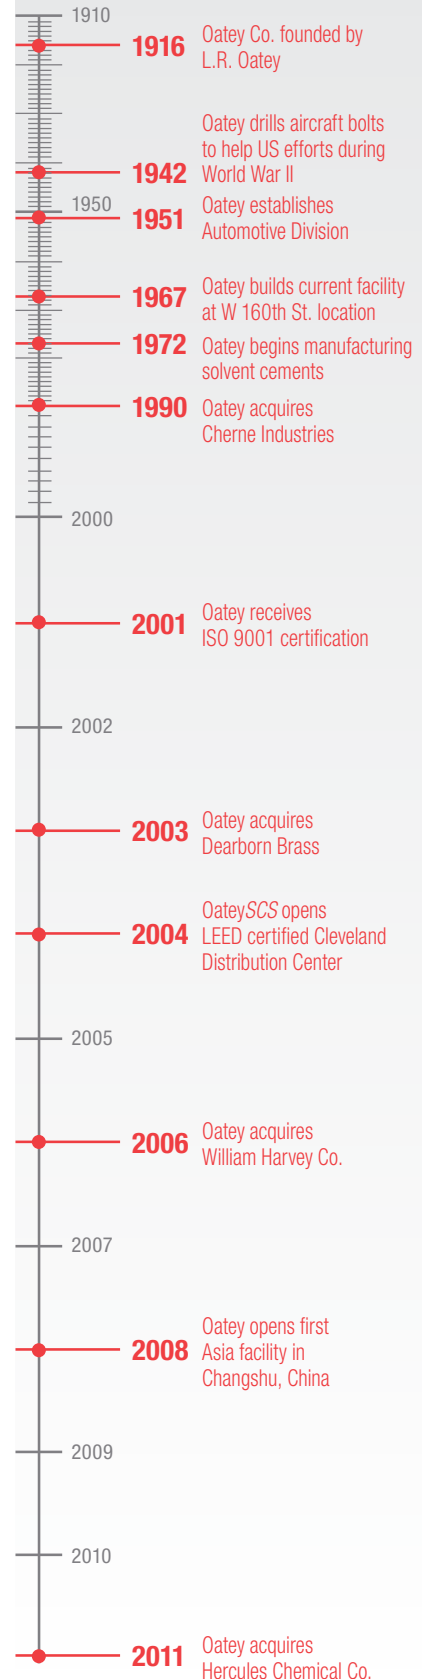 1910
1916
Oatey Co. founded by
L.R. Oatey
Oatey drills aircraft bolts
to help US efforts during
1942
World War II
1950
Oatey establishes
1951
Automotive Division
1967
Oatey builds current facility
at W 160th St. location
1972
Oatey begins manufacturing
solvent cements
1990
Oatey acquires
Cherne Industries
2000
2001
Oatey receives
ISO 9001 certification
2002
2003
Oatey acquires
Dearborn Brass
OateySCS opens
2004
LEED certified Cleveland
Distribution Center
2005
2006
Oatey acquires
William Harvey Co.
2007
Oatey opens first
2008
Asia facility in
Changshu, China
2009
2010
2011
Oatey acquires
Hercules Chemical Co.